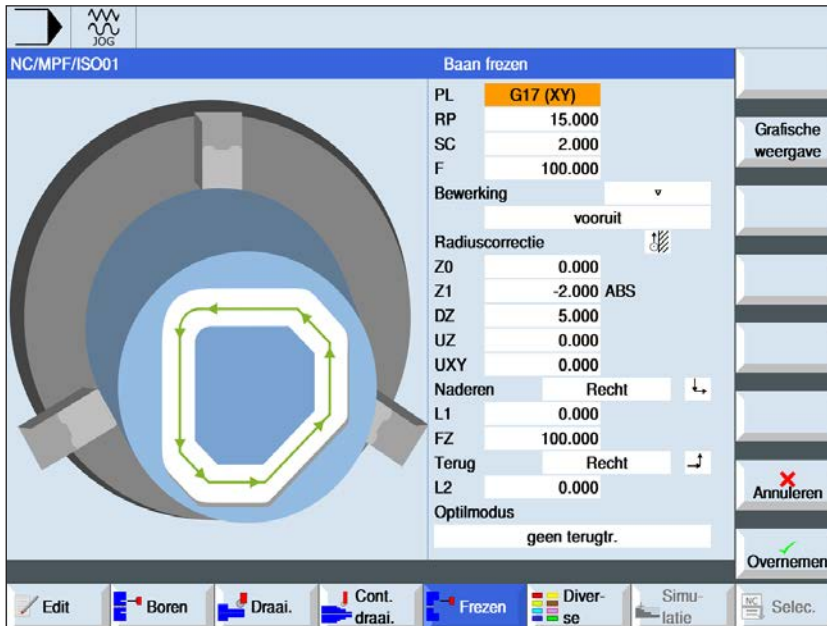 JOG
NC/MPF/ISO01
Baan frezen
PL G17 (XY)
RP 15.000
SC 2.000
F 100.000
Bewerking
vooruit
Radiuscorrectie
Z0 0.000
Z1 -2.000 ABS
DZ 5.000
UZ 0.000
UXY 0.000
Naderen Recht
L1 0.000
FZ 100.000
Terug Recht
L2 0.000
Optilmodus
geen terugtr.
Grafische
weergave
Annuleren
Overnemen
Edit
Boren
Draai.
Cont.
draai.
Frezen
Diver-
se
Simu-
latie
NC
Selec.